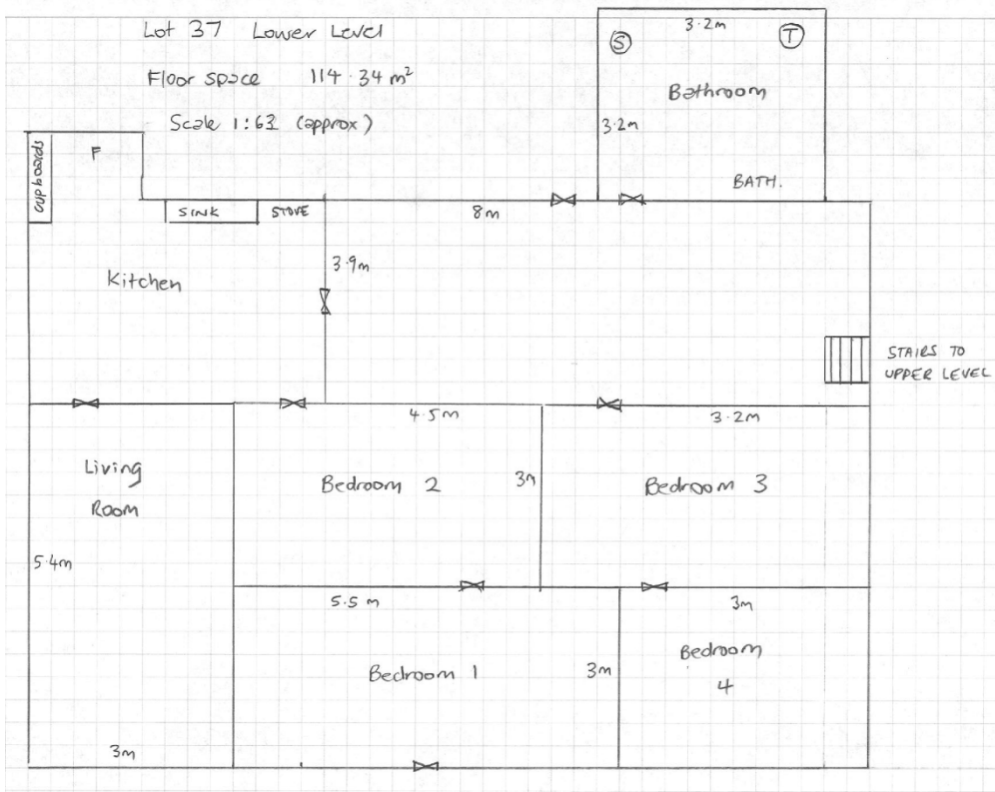 Lot 37 Lower Level
Floor space 114.34 m²
Scale 1:63 (approx)
S
3.2m
T
Bathroom
3.2m
BATH.
cupboards
F
SINK
STOVE
8m
3.9m
Kitchen
STAIRS TO
UPPER LEVEL
4.5m
3.2m
Living
Room
Bedroom 2
3m
Bedroom 3
5.4m
5.5m
3m
Bedroom 1
3m
Bedroom
4
3m